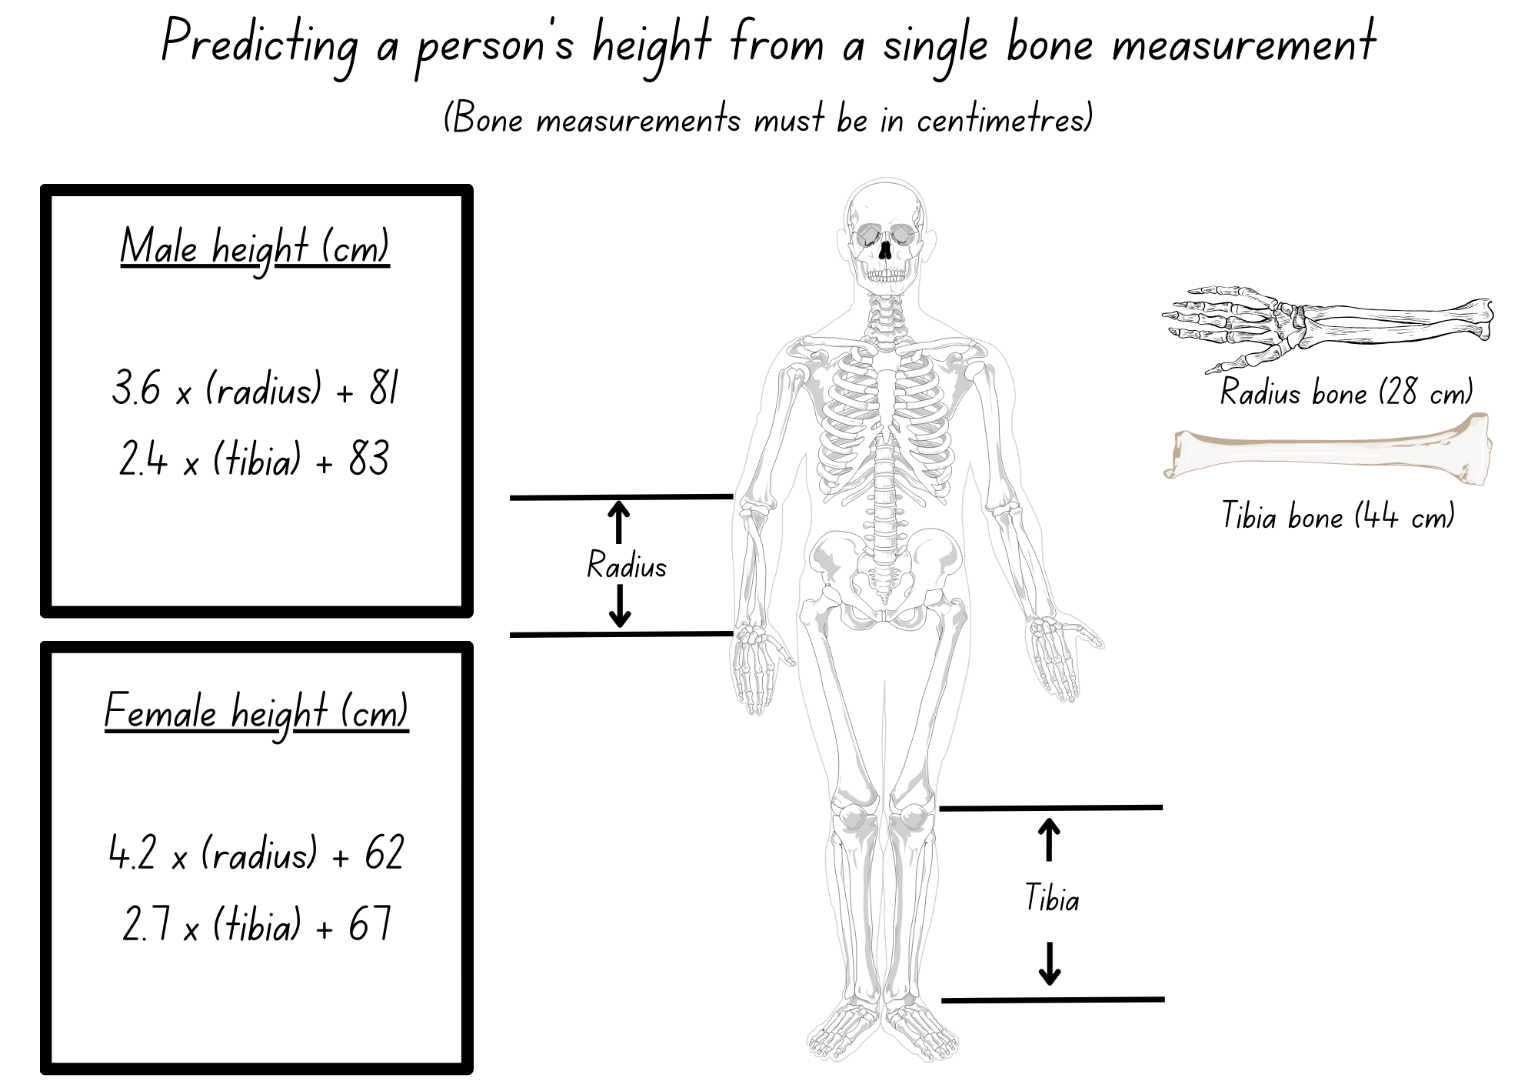 Predicting a person's height from a single bone measurement
(Bone measurements must be in centimetres)
Male height (cm)
3.6 x (radius) + 81
2.4 x (tibia) + 83
Female height (cm)
4.2 x (radius) + 62
2.7 x (tibia) + 67
Radius
Tibia
Radius bone (28 cm)
Tibia bone (44 cm)